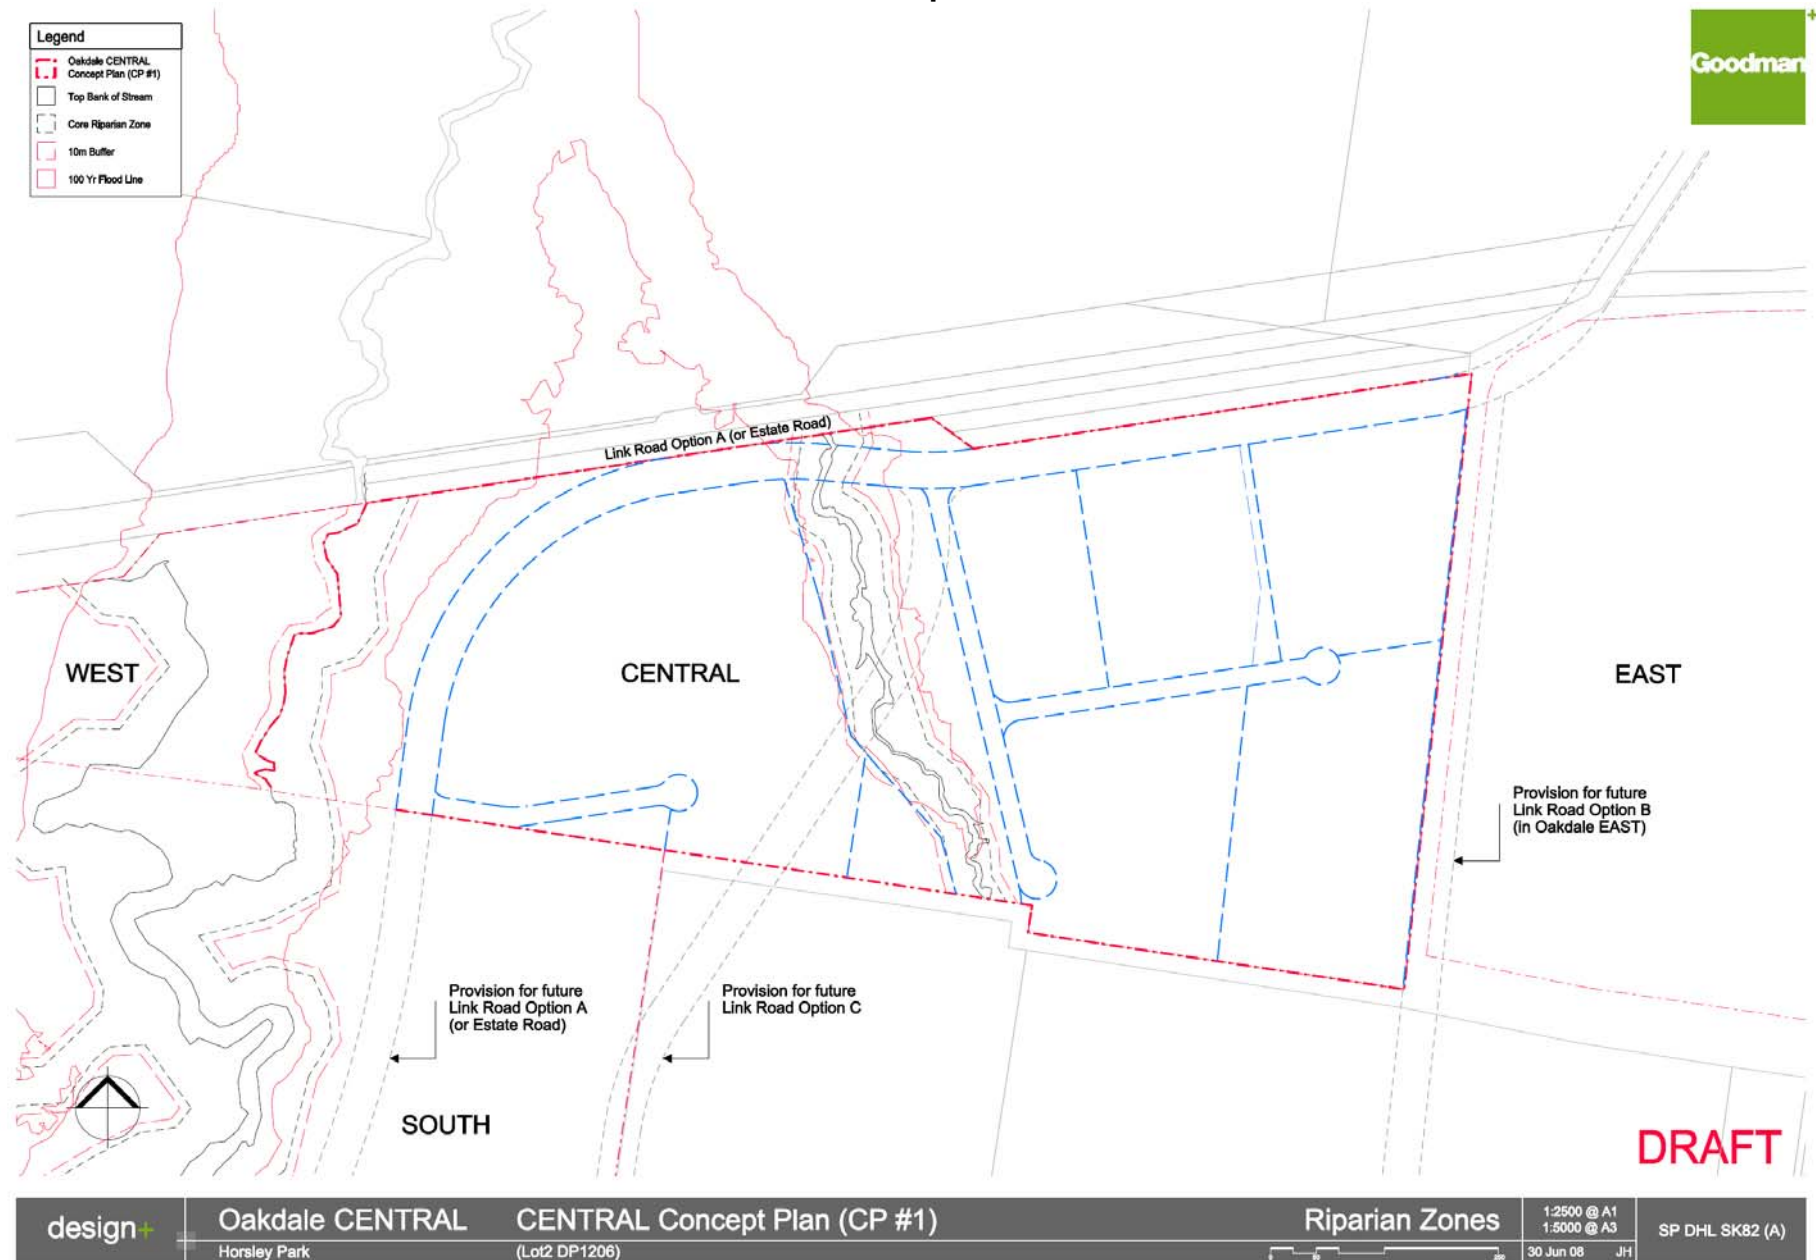 Legend
Oakdale CENTRAL
Concept Plan (CP #1)
Top Bank of Stream
Core Riparian Zone
10m Buffer
100 Yr Flood Line
Goodman
Link Road Option A (or Estate Road)
WEST
CENTRAL
EAST
Provision for future
Link Road Option B
(in Oakdale EAST)
Provision for future
Link Road Option A
(or Estate Road)
Provision for future
Link Road Option C
SOUTH
DRAFT
design+
Oakdale CENTRAL
Horsley Park
CENTRAL Concept Plan (CP #1)
(Lot2 DP1206)
Riparian Zones
1:2500 @ A1
1:5000 @ A3
30 Jun 08 JH
SP DHL SK82 (A)